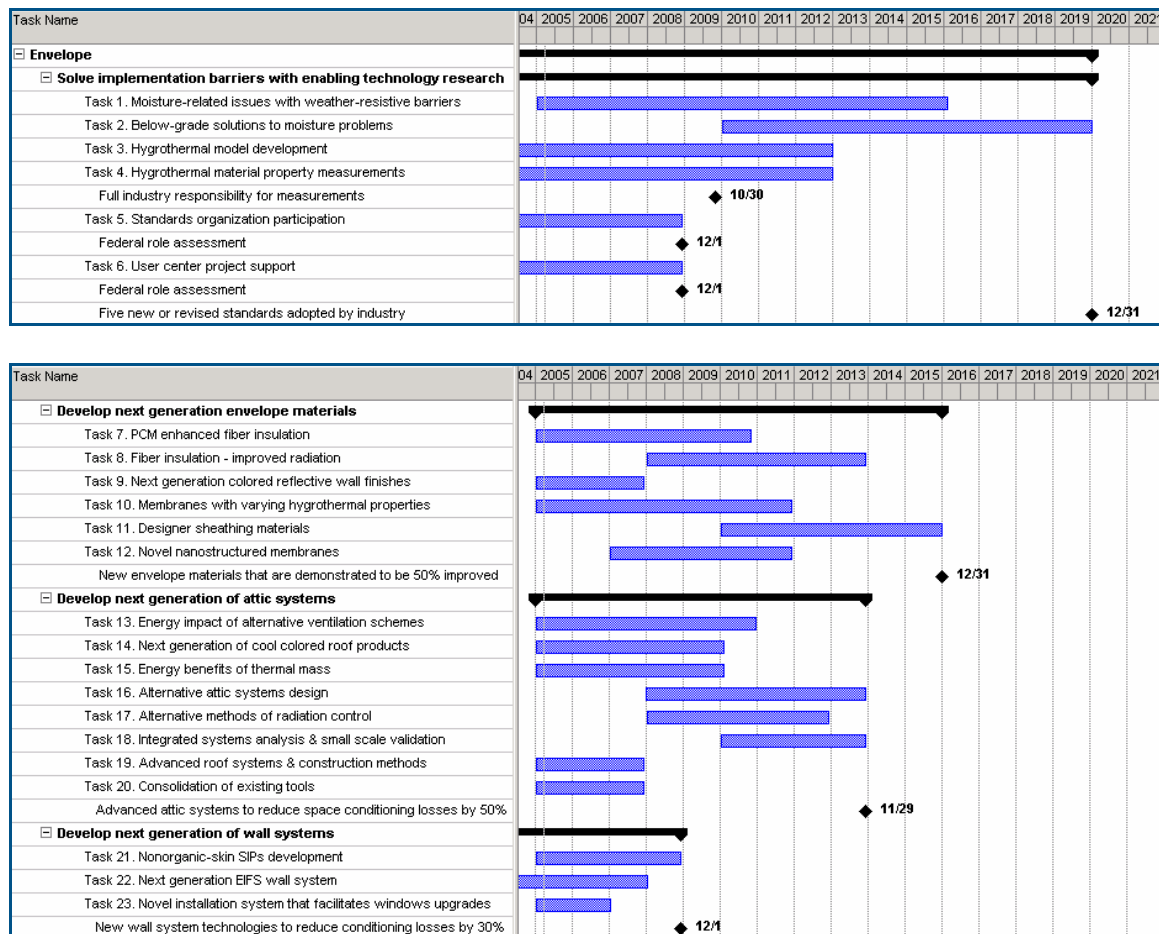 Task Name 04 2005 2006 2007 2008 2009 2010 2011 2012 2013 2014 2015 2016 2017 2018 2019 2020 2021
Envelope
Solve implementation barriers with enabling technology research
Task 1. Moisture-related issues with weather-resistive barriers
Task 2. Below-grade solutions to moisture problems
Task 3. Hygrothermal model development
Task 4. Hygrothermal material property measurements
Full industry responsibility for measurements 10/30
Task 5. Standards organization participation
Federal role assessment 12/1
Task 6. User center project support
Federal role assessment 12/1
Five new or revised standards adopted by industry 12/31
Task Name 04 2005 2006 2007 2008 2009 2010 2011 2012 2013 2014 2015 2016 2017 2018 2019 2020 2021
Develop next generation envelope materials
Task 7. PCM enhanced fiber insulation
Task 8. Fiber insulation - improved radiation
Task 9. Next generation colored reflective wall finishes
Task 10. Membranes with varying hygrothermal properties
Task 11. Designer sheathing materials
Task 12. Novel nanostructured membranes
New envelope materials that are demonstrated to be 50% improved 12/31
Develop next generation of attic systems
Task 13. Energy impact of alternative ventilation schemes
Task 14. Next generation of cool colored roof products
Task 15. Energy benefits of thermal mass
Task 16. Alternative attic systems design
Task 17. Alternative methods of radiation control
Task 18. Integrated systems analysis & small scale validation
Task 19. Advanced roof systems & construction methods
Task 20. Consolidation of existing tools
Advanced attic systems to reduce space conditioning losses by 50% 11/29
Develop next generation of wall systems
Task 21. Nonorganic-skin SIPs development
Task 22. Next generation EIFS wall system
Task 23. Novel installation system that facilitates windows upgrades
New wall system technologies to reduce conditioning losses by 30% 12/1